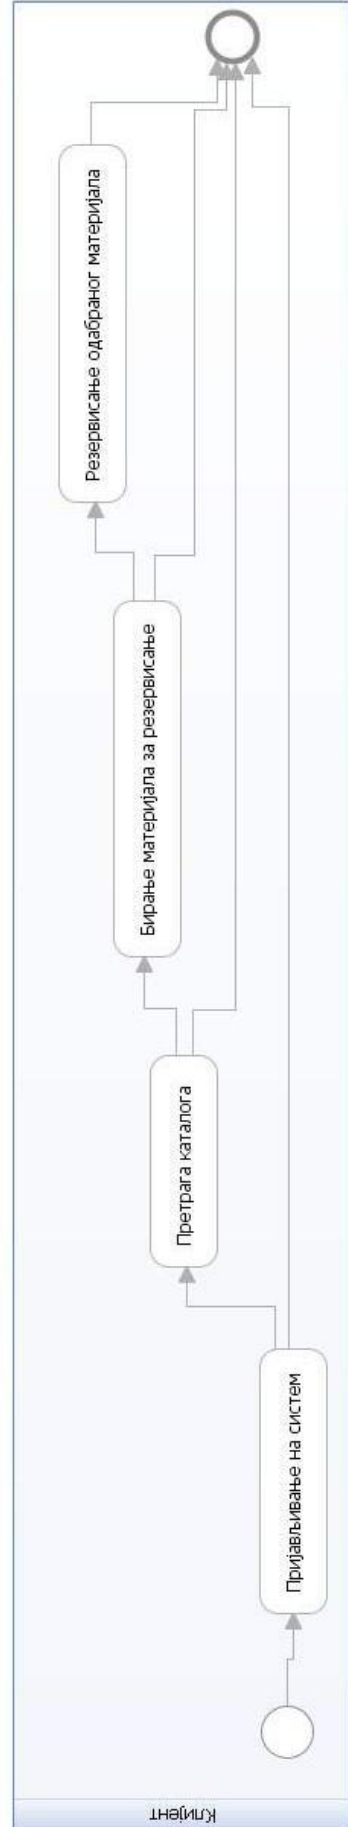 Клијент
Пријављивање на систем
Претрага каталога
Бирање материјала за резервисање
Резервисање одабраног материјала